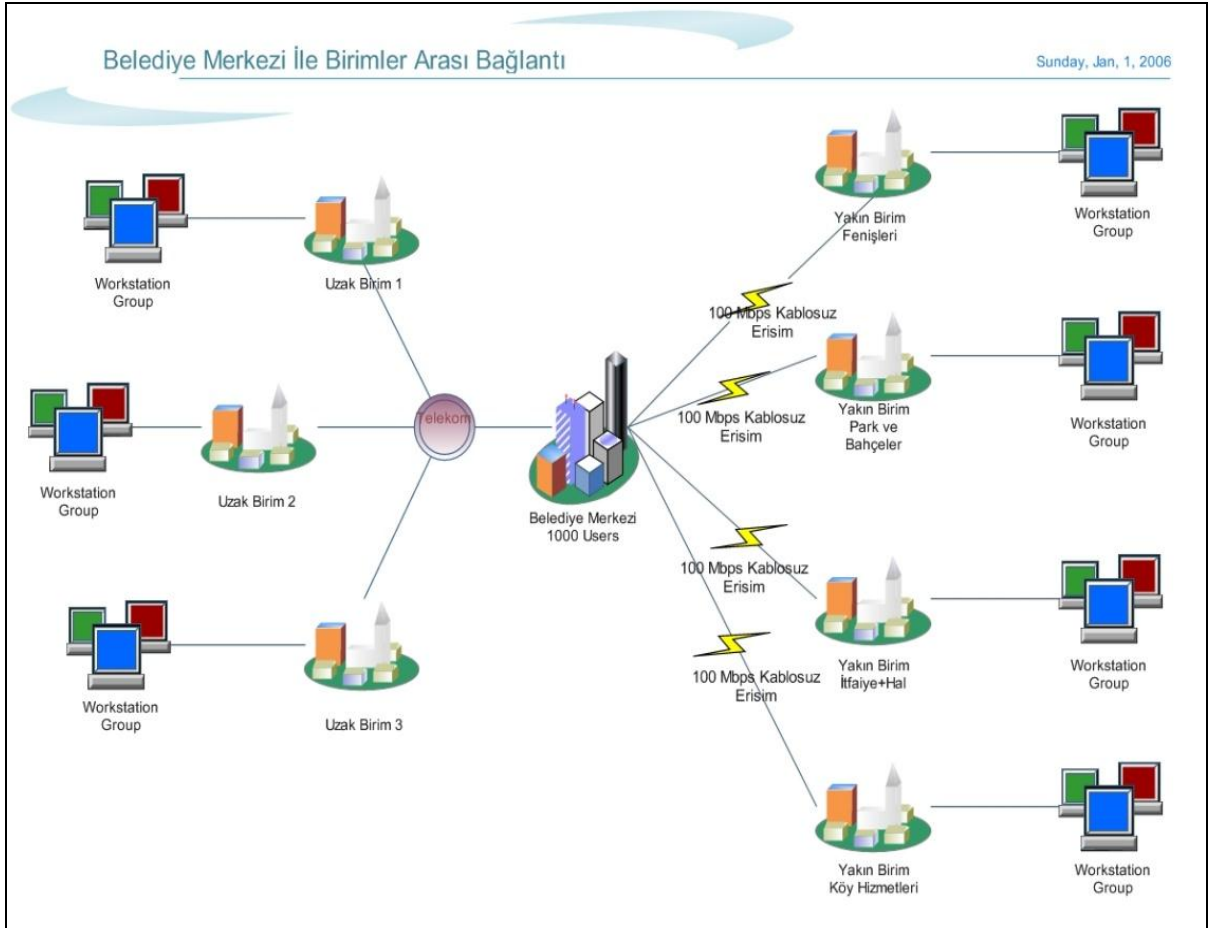 Belediye Merkezi İle Birimler Arası Bağlantı
Sunday, Jan, 1, 2006
Workstation
Group
Uzak Birim 1
Workstation
Group
Uzak Birim 2
Workstation
Group
Uzak Birim 3
Telekom
Belediye Merkezi
1000 Users
100 Mbps Kablosuz
Erisim
100 Mbps Kablosuz
Erisim
100 Mbps Kablosuz
Erisim
100 Mbps Kablosuz
Erisim
Yakın Birim
Fenişleri
Workstation
Group
Yakın Birim
Park ve
Bahçeler
Workstation
Group
Yakın Birim
İtfaiye+Hal
Workstation
Group
Yakın Birim
Köy Hizmetleri
Workstation
Group